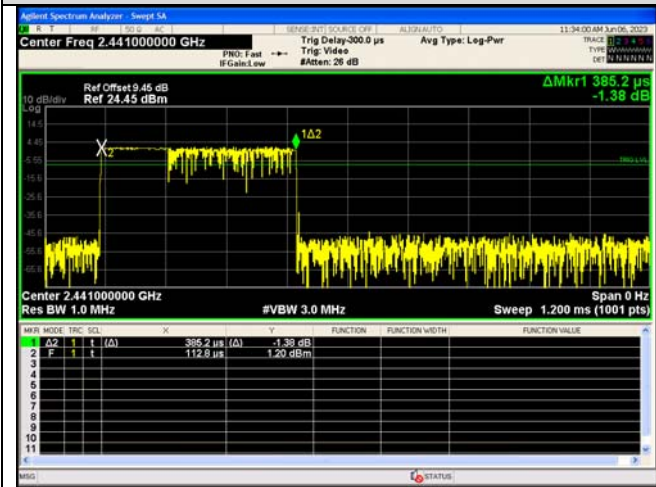 Agilent Spectrum Analyzer - Swept SA
R T RF 50 Ω AC SENSE:INT SOURCE OFF ALIGN AUTO 11:34:00 AM Jun 06, 2023
Center Freq 2.441000000 GHz
Trig Delay-300.0 µs Avg Type: Log-Pwr TRACE 1 2 3 4 5 6
PNO: Fast Trig: Video TYPE
IFGain:Low #Atten: 26 dB DET N N N N N N
ΔMkr1 385.2 µs
-1.38 dB
Ref Offset 9.45 dB
10 dB/div Ref 24.45 dBm
Log
14.5
4.45
-5.55
-15.6
-25.6
-35.6
-45.6
-55.6
-65.6
X2
1Δ2
TRIG LVL
Center 2.441000000 GHz Span 0 Hz
Res BW 1.0 MHz #VBW 3.0 MHz Sweep 1.200 ms (1001 pts)
MKR MODE TRC SCL X Y FUNCTION FUNCTION WIDTH FUNCTION VALUE
1 Δ2 1 t (Δ) 385.2 µs (Δ) -1.38 dB
2 F 1 t 112.8 µs 1.20 dBm
3
4
5
6
7
8
9
10
11
MSG STATUS